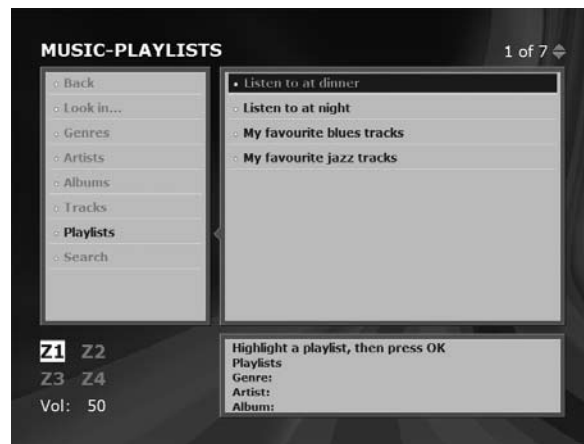 MUSIC-PLAYLISTS
1 of 7
Back
Look in...
Genres
Artists
Albums
Tracks
Playlists
Search
Listen to at dinner
Listen to at night
My favourite blues tracks
My favourite jazz tracks
Z1 Z2
Z3 Z4
Vol: 50
Highlight a playlist, then press OK
Playlists
Genre:
Artist:
Album: